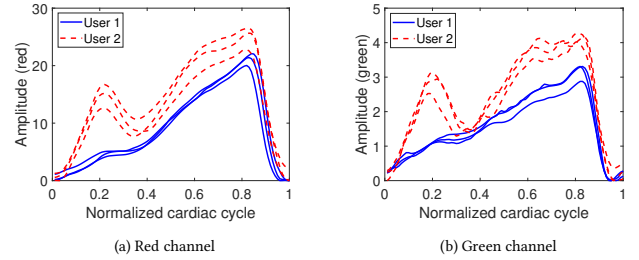 User 1
User 2
Amplitude (red)
30
20
10
0
0 0.2 0.4 0.6 0.8 1
Normalized cardiac cycle
(a) Red channel
User 1
User 2
Amplitude (green)
5
4
3
2
1
0
0 0.2 0.4 0.6 0.8 1
Normalized cardiac cycle
(b) Green channel